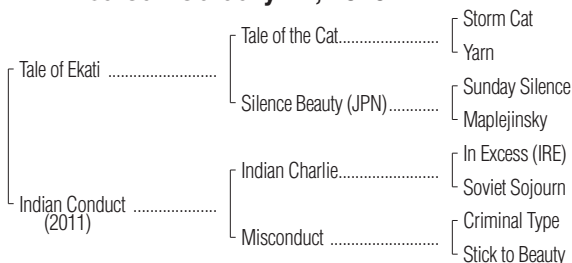 Storm Cat
Tale of the Cat..................
Yarn
Tale of Ekati ....................
Sunday Silence
Silence Beauty (JPN)............
Maplejinsky
In Excess (IRE)
Indian Charlie...................
Soviet Sojourn
Indian Conduct ................
(2011)
Criminal Type
Misconduct .....................
Stick to Beauty